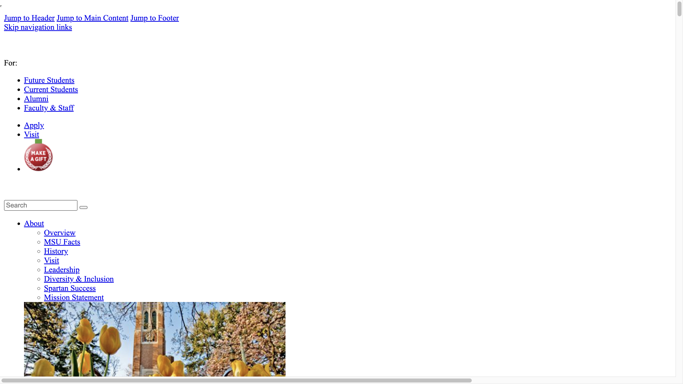 Jump to Header Jump to Main Content Jump to Footer
Skip navigation links
For:
Future Students
Current Students
Alumni
Faculty & Staff
Apply
Visit
MAKE
A GIFT
Search
About
Overview
MSU Facts
History
Visit
Leadership
Diversity & Inclusion
Spartan Success
Mission Statement